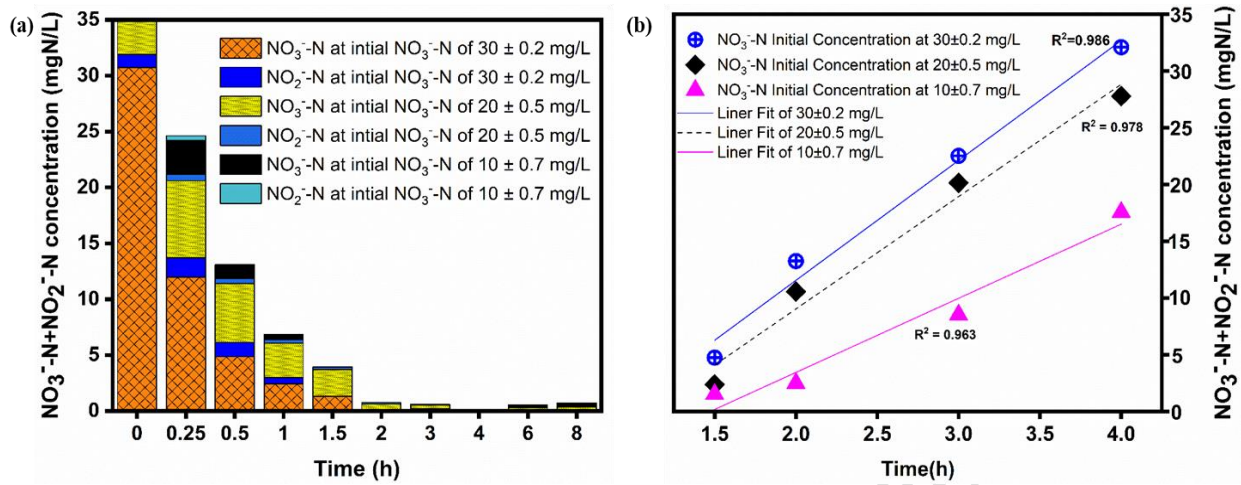 (a)
NO3⁻-N+NO2⁻-N concentration (mgN/L)
35
30
25
20
15
10
5
0
NO3⁻-N at intial NO3⁻-N of 30 ± 0.2 mg/L
NO2⁻-N at intial NO3⁻-N of 30 ± 0.2 mg/L
NO3⁻-N at intial NO3⁻-N of 20 ± 0.5 mg/L
NO2⁻-N at intial NO3⁻-N of 20 ± 0.5 mg/L
NO3⁻-N at intial NO3⁻-N of 10 ± 0.7 mg/L
NO2⁻-N at intial NO3⁻-N of 10 ± 0.7 mg/L
0 0.25 0.5 1 1.5 2 3 4 6 8
Time (h)
(b)
NO3⁻-N Initial Concentration at 30±0.2 mg/L
NO3⁻-N Initial Concentration at 20±0.5 mg/L
NO3⁻-N Initial Concentration at 10±0.7 mg/L
Liner Fit of 30±0.2 mg/L
Liner Fit of 20±0.5 mg/L
Liner Fit of 10±0.7 mg/L
R²=0.986
R² = 0.978
R² = 0.963
35
30
25
20
15
10
5
0
NO3⁻-N+NO2⁻-N concentration (mgN/L)
1.5 2.0 2.5 3.0 3.5 4.0
Time(h)